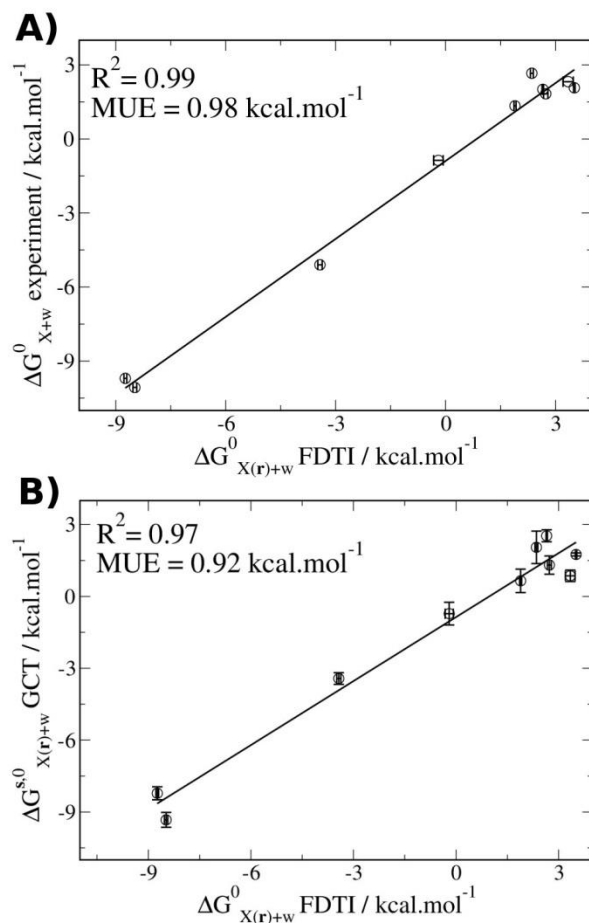 A)
R²= 0.99
MUE = 0.98 kcal.mol⁻¹
3
0
-3
-6
-9
ΔG⁰X+w experiment / kcal.mol⁻¹
-9 -6 -3 0 3
ΔG⁰X(r)+w FDTI / kcal.mol⁻¹
B)
R²= 0.97
MUE = 0.92 kcal.mol⁻¹
3
0
-3
-6
-9
ΔGˢ,⁰X(r)+w GCT / kcal.mol⁻¹
-9 -6 -3 0 3
ΔG⁰X(r)+w FDTI / kcal.mol⁻¹